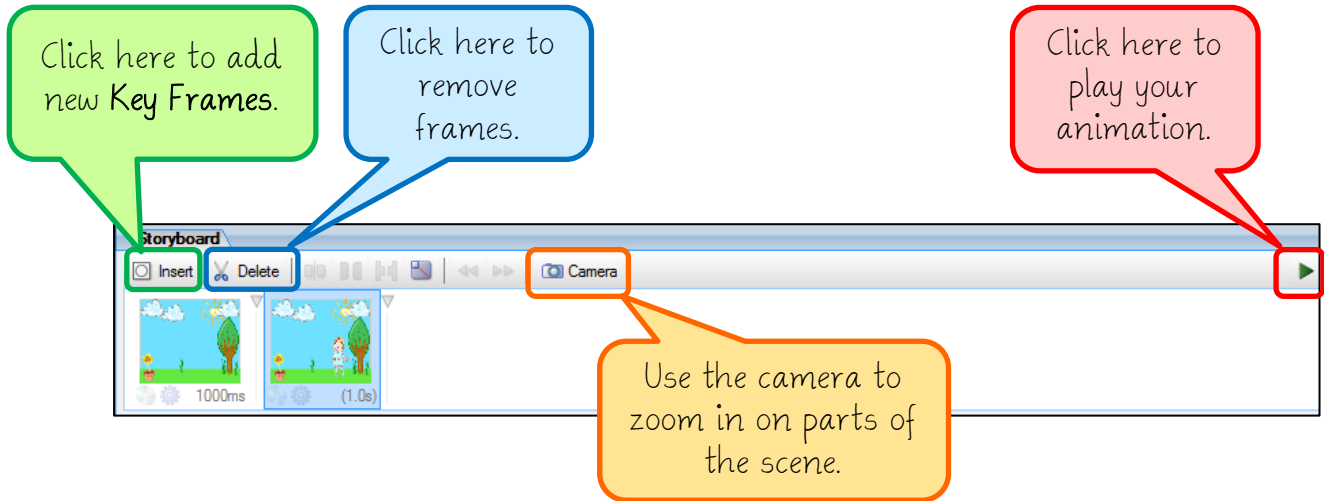 Click here to add
new Key Frames.
Click here to
remove
frames.
Click here to
play your
animation.
Storyboard
Insert Delete Camera
1000ms (1.0s)
Use the camera to
zoom in on parts of
the scene.